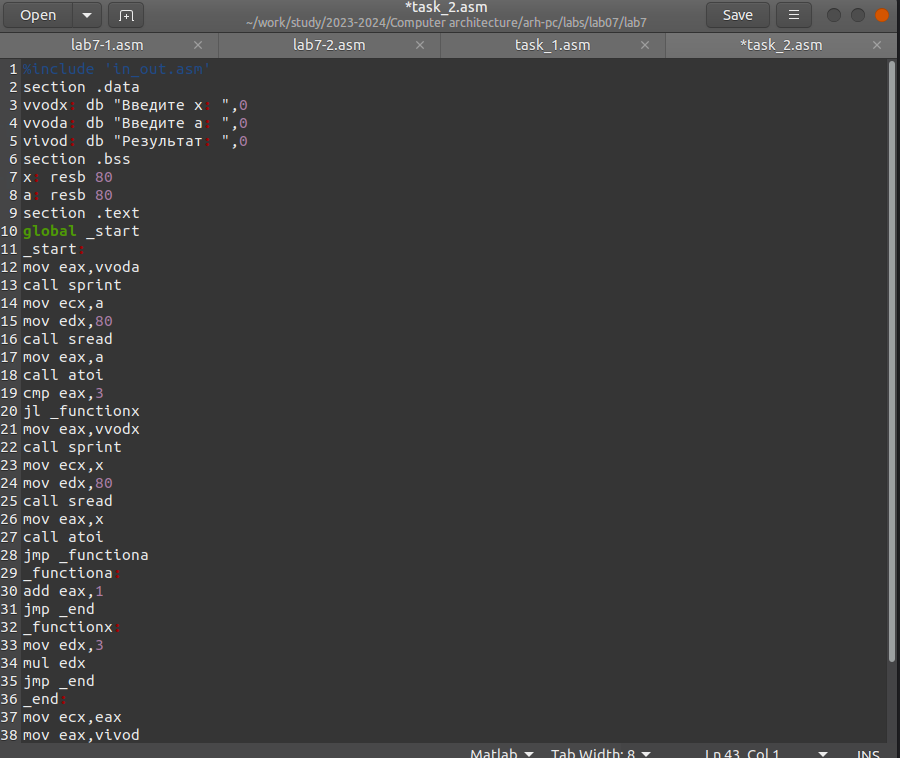 Open
*task_2.asm
~/work/study/2023-2024/Computer architecture/arh-pc/labs/lab07/lab7
Save
lab7-1.asm × lab7-2.asm × task_1.asm × *task_2.asm ×
1 %include 'in_out.asm'
2 section .data
3 vvodx: db "Введите x: ",0
4 vvoda: db "Введите a: ",0
5 vivod: db "Результат: ",0
6 section .bss
7 x: resb 80
8 a: resb 80
9 section .text
10 global _start
11 _start:
12 mov eax,vvoda
13 call sprint
14 mov ecx,a
15 mov edx,80
16 call sread
17 mov eax,a
18 call atoi
19 cmp eax,3
20 jl _functionx
21 mov eax,vvodx
22 call sprint
23 mov ecx,x
24 mov edx,80
25 call sread
26 mov eax,x
27 call atoi
28 jmp _functiona
29 _functiona:
30 add eax,1
31 jmp _end
32 _functionx:
33 mov edx,3
34 mul edx
35 jmp _end
36 _end:
37 mov ecx,eax
38 mov eax,vivod
Matlab Tab Width: 8 Ln 43, Col 1 INS